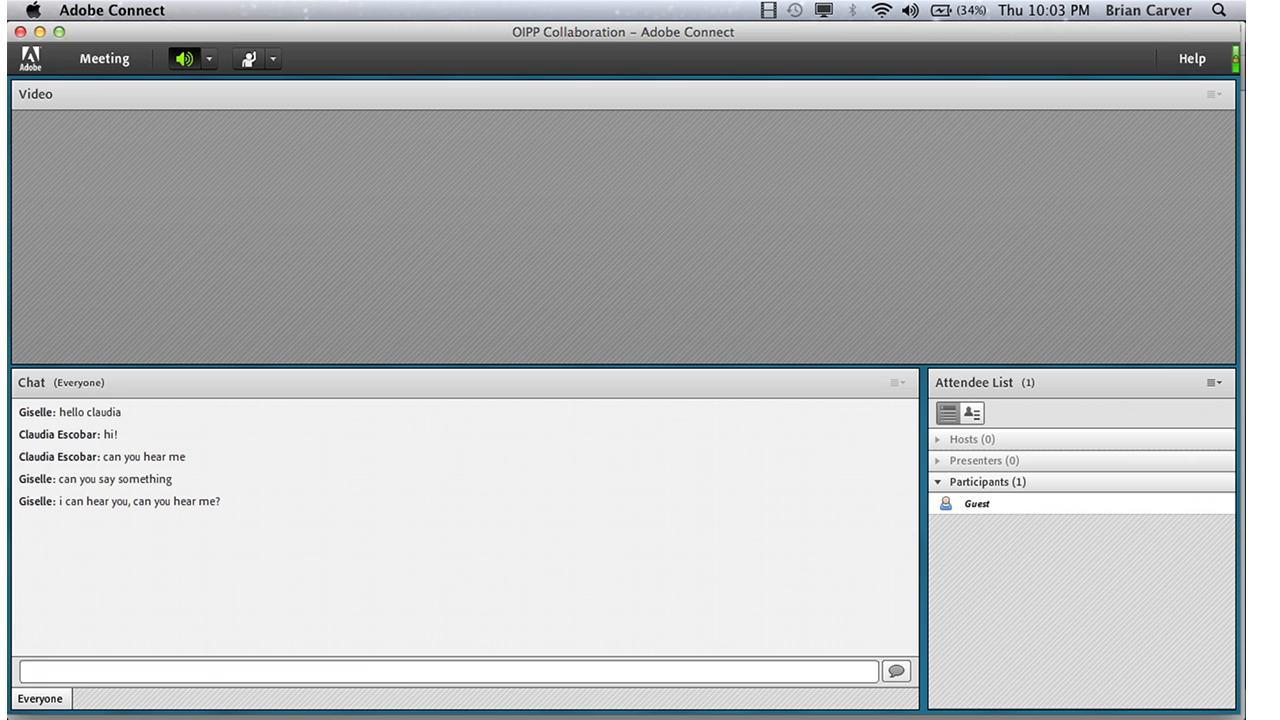 Adobe Connect (34%) Thu 10:03 PM Brian Carver
OIPP Collaboration – Adobe Connect
Adobe Meeting Help
Video
Chat (Everyone)
Giselle: hello claudia
Claudia Escobar: hi!
Claudia Escobar: can you hear me
Giselle: can you say something
Giselle: i can hear you, can you hear me?
Everyone
Attendee List (1)
Hosts (0)
Presenters (0)
Participants (1)
Guest